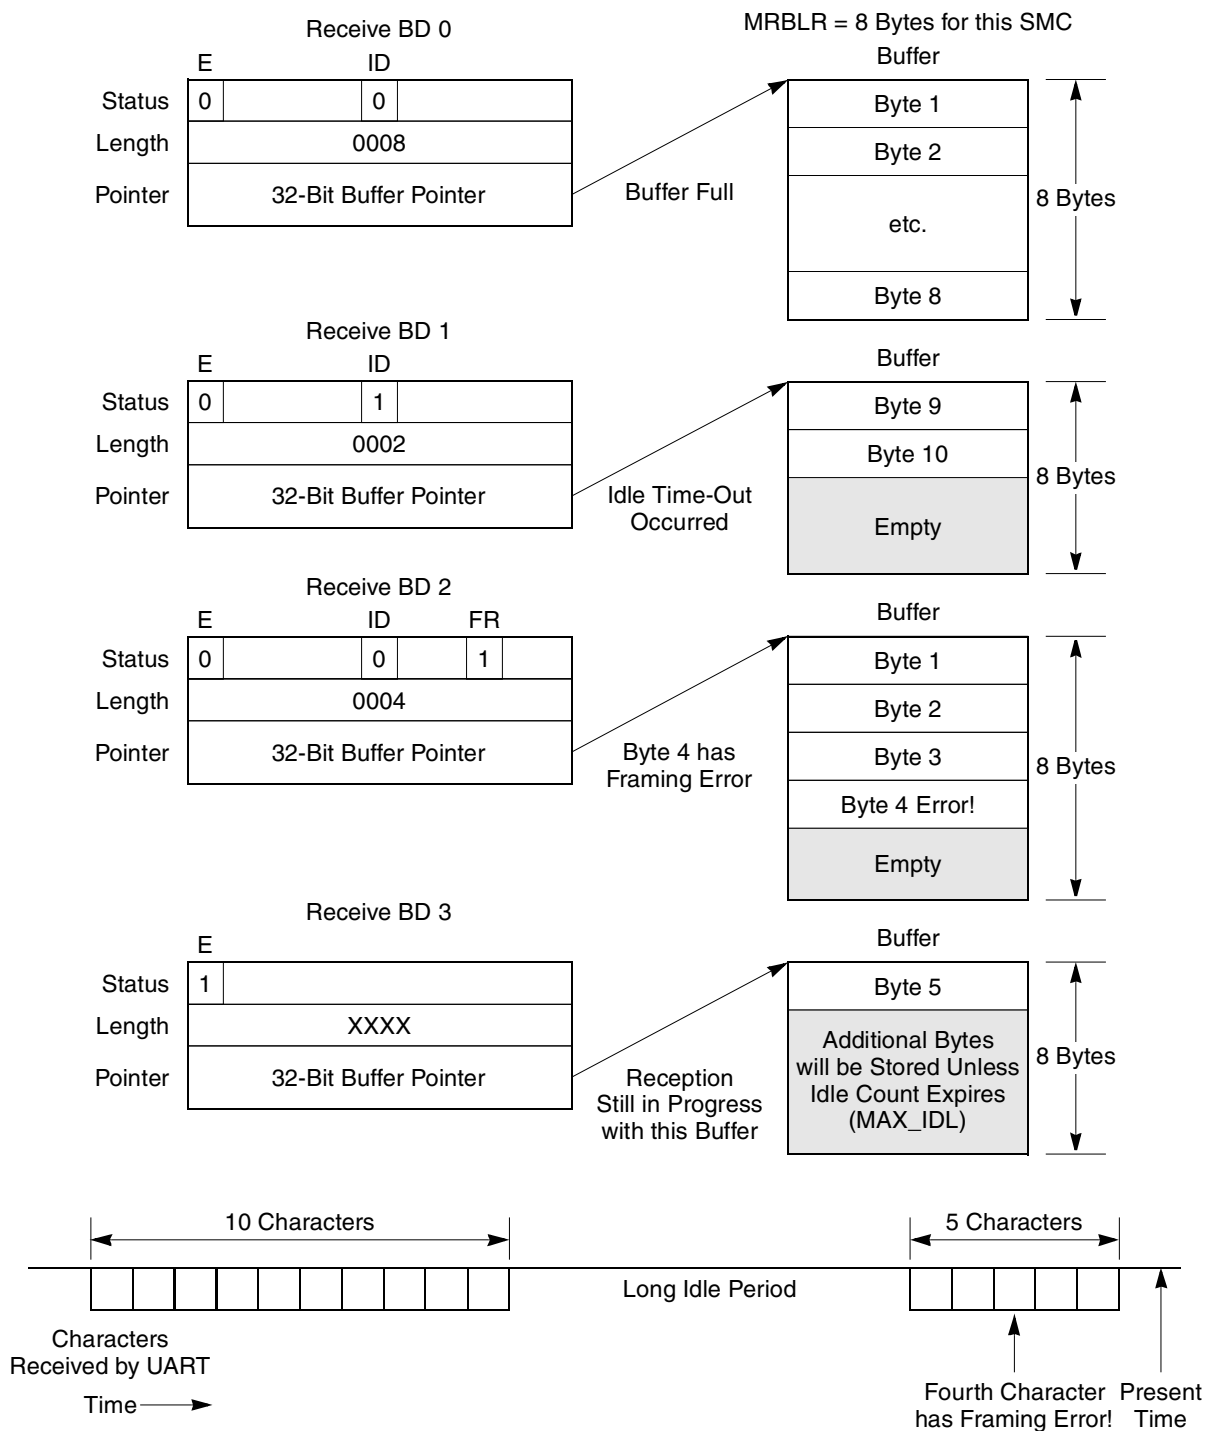 Receive BD 0
MRBLR = 8 Bytes for this SMC
E ID
Buffer
Status 0 0
Byte 1
Length 0008
Byte 2
Pointer 32-Bit Buffer Pointer
Buffer Full
8 Bytes
etc.
Byte 8
Receive BD 1
E ID
Buffer
Status 0 1
Byte 9
Length 0002
Byte 10
Pointer 32-Bit Buffer Pointer
Idle Time-Out
Occurred
8 Bytes
Empty
Receive BD 2
E ID FR
Buffer
Status 0 0 1
Byte 1
Length 0004
Byte 2
Pointer 32-Bit Buffer Pointer
Byte 4 has
Framing Error
Byte 3
8 Bytes
Byte 4 Error!
Empty
Receive BD 3
E
Buffer
Status 1
Byte 5
Length XXXX
Pointer 32-Bit Buffer Pointer
Reception
Still in Progress
with this Buffer
Additional Bytes
will be Stored Unless
Idle Count Expires
(MAX_IDL)
8 Bytes
10 Characters
5 Characters
Long Idle Period
Characters
Received by UART
Time
Fourth Character
has Framing Error!
Present
Time